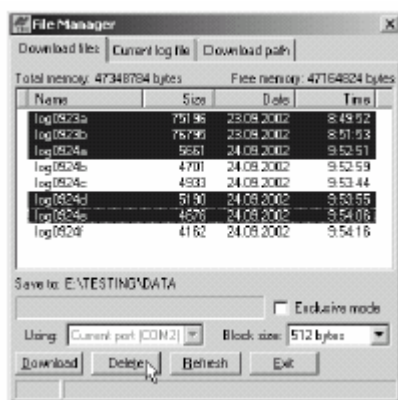 File Manager
Download files Current log file Download path
Total memory: 47348784 bytes Free memory: 47164824 bytes
Name Size Date Time
log0923a 75196 23.09.2002 8:49:52
log0923b 76795 23.09.2002 8:51:53
log0924a 5661 24.09.2002 9:52:51
log0924b 4701 24.09.2002 9:52:59
log0924c 4933 24.09.2002 9:53:44
log0924d 5190 24.09.2002 9:53:55
log0924e 4676 24.09.2002 9:54:06
log0924f 4162 24.09.2002 9:54:16
Save to: E:\TESTING\DATA
Exclusive mode
Using: Current port (COM2) Block size: 512 bytes
Download Delete Refresh Exit